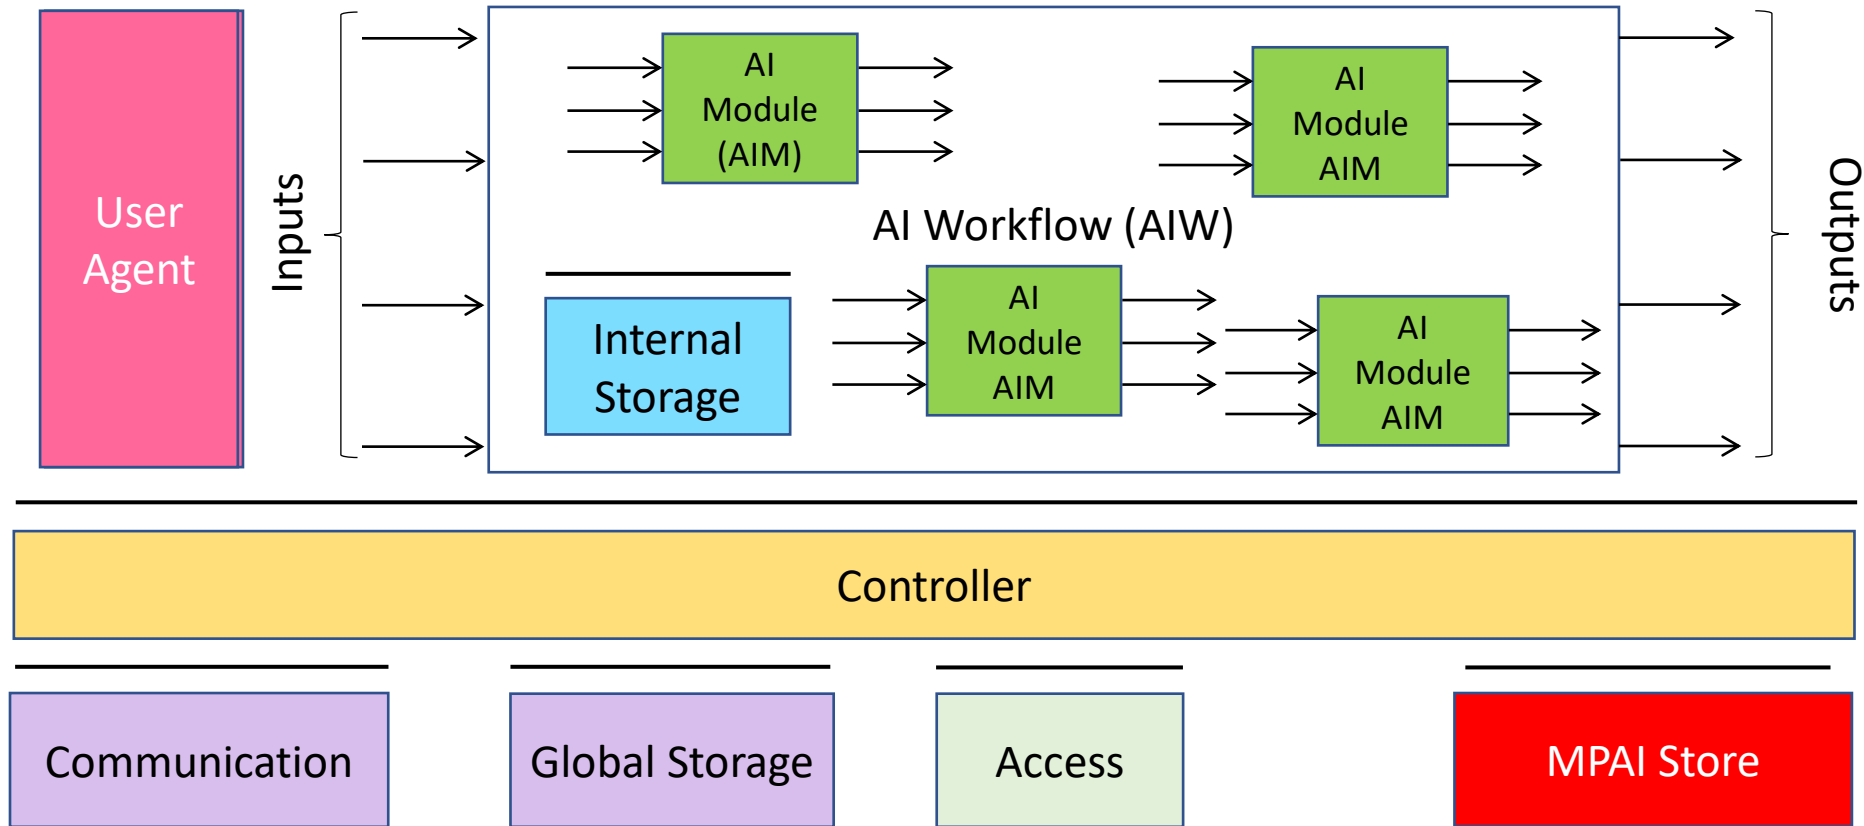 User
Agent
Inputs
AI
Module
(AIM)
AI
Module
AIM
AI Workflow (AIW)
Internal
Storage
AI
Module
AIM
AI
Module
AIM
Outputs
Controller
Communication
Global Storage
Access
MPAI Store